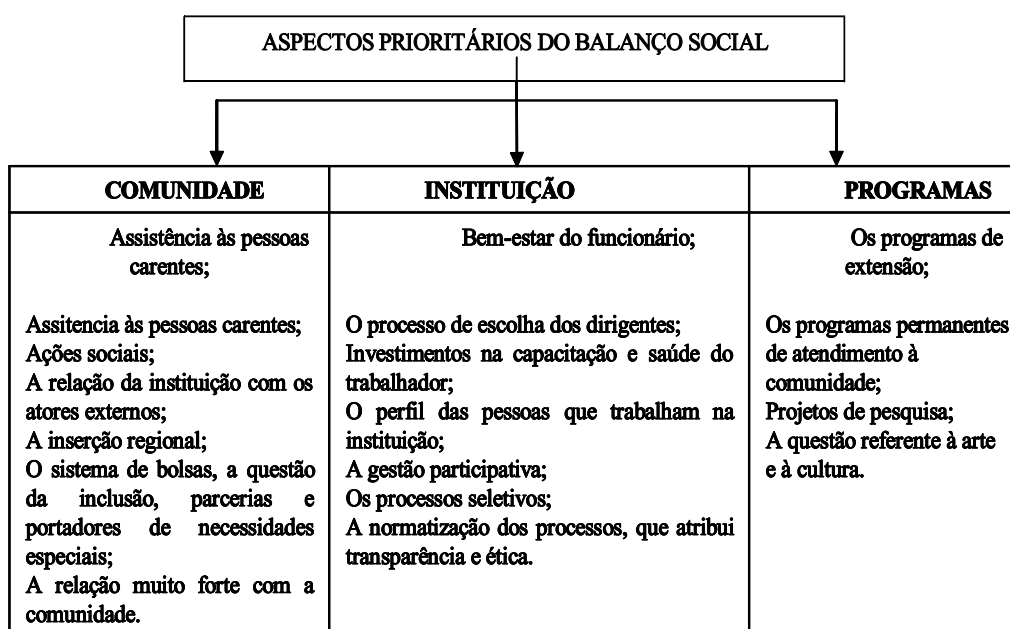 ASPECTOS PRIORITÁRIOS DO BALANÇO SOCIAL
COMUNIDADE
Assistência às pessoas
carentes;
Assitencia às pessoas carentes;
Ações sociais;
A relação da instituição com os
atores externos;
A inserção regional;
O sistema de bolsas, a questão
da inclusão, parcerias e
portadores de necessidades
especiais;
A relação muito forte com a
comunidade.
INSTITUIÇÃO
Bem-estar do funcionário;
O processo de escolha dos dirigentes;
Investimentos na capacitação e saúde do
trabalhador;
O perfil das pessoas que trabalham na
instituição;
A gestão participativa;
Os processos seletivos;
A normatização dos processos, que atribui
transparência e ética.
PROGRAMAS
Os programas de
extensão;
Os programas permanentes
de atendimento à
comunidade;
Projetos de pesquisa;
A questão referente à arte
e à cultura.